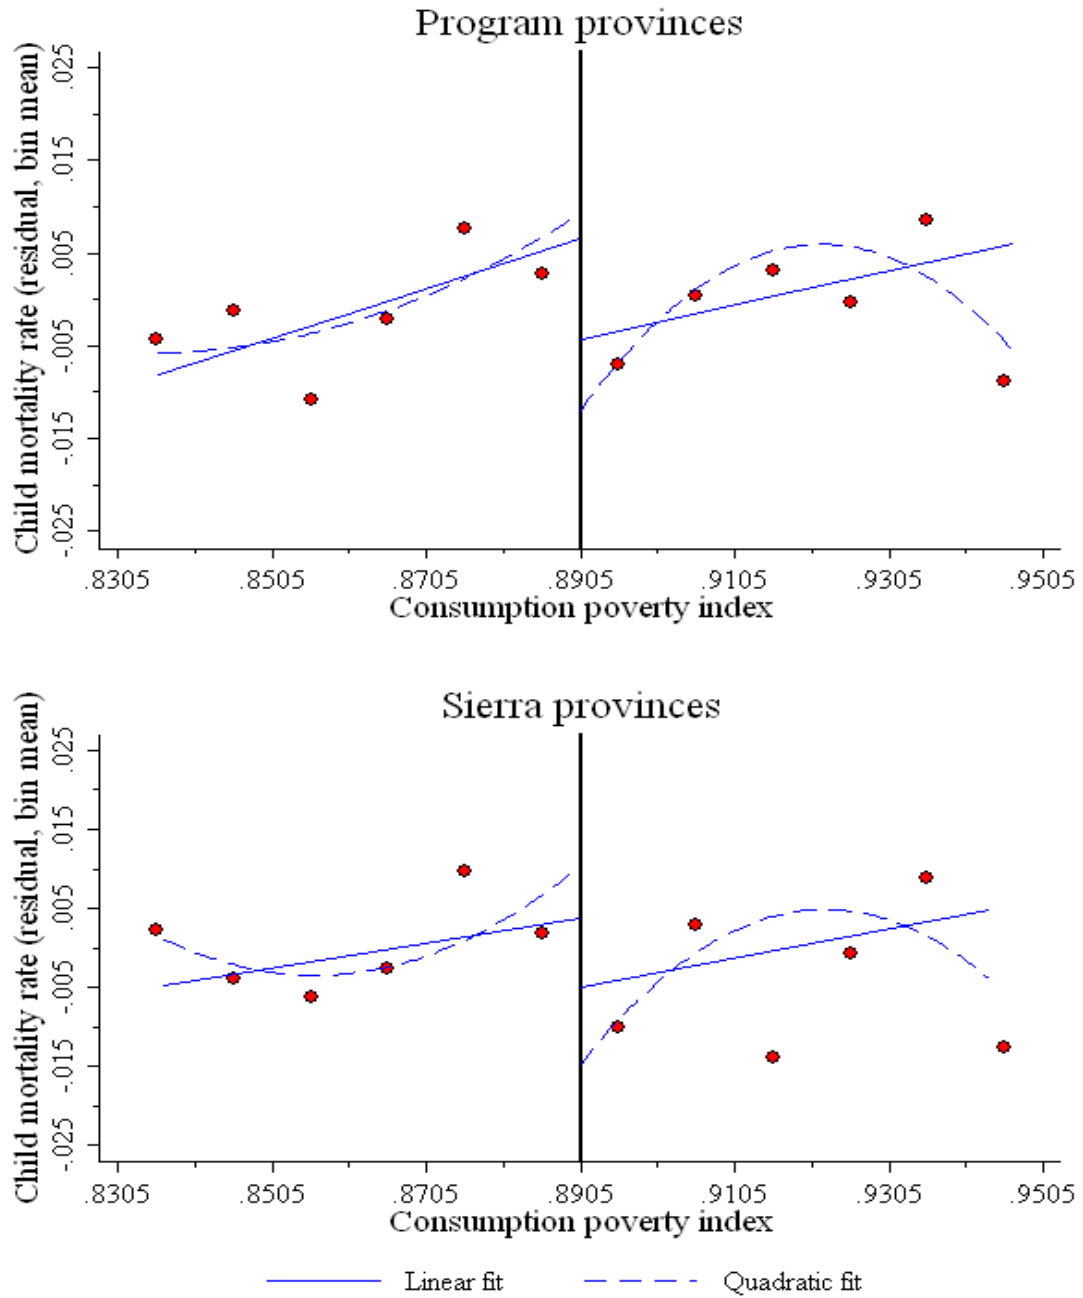 Program provinces
Child mortality rate (residual, bin mean)
.025
.015
.005
-.005
-.015
-.025
.8305 .8505 .8705 .8905 .9105 .9305 .9505
Consumption poverty index
Sierra provinces
Child mortality rate (residual, bin mean)
.025
.015
.005
-.005
-.015
-.025
.8305 .8505 .8705 .8905 .9105 .9305 .9505
Consumption poverty index
Linear fit Quadratic fit